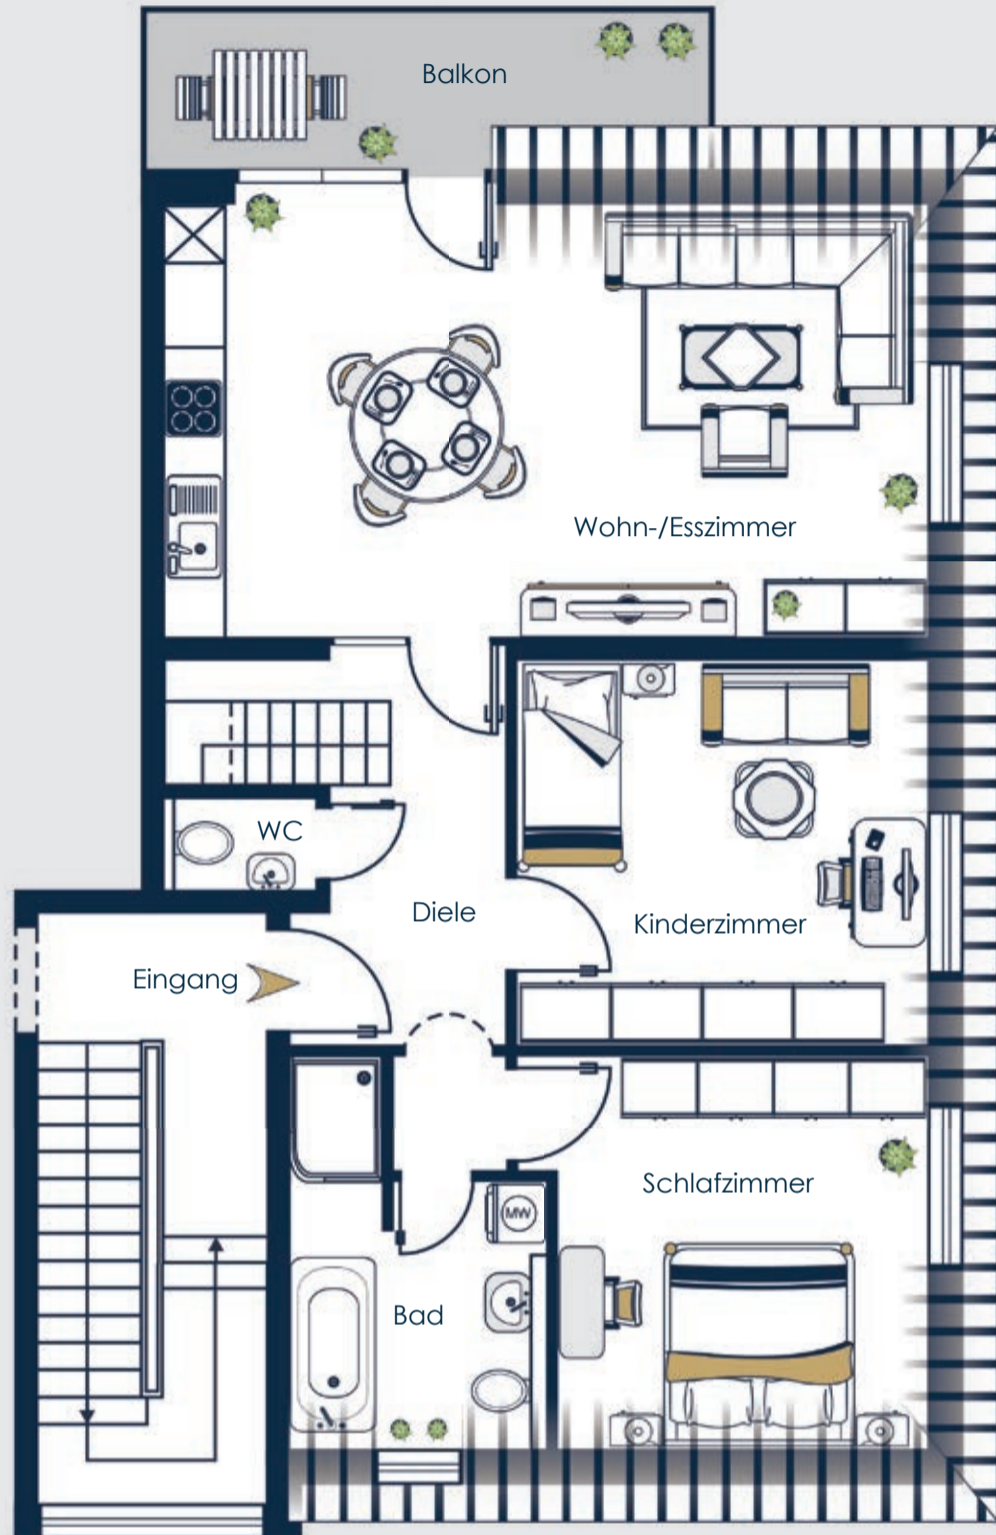 Balkon
Wohn-/Esszimmer
WC
Diele
Kinderzimmer
Eingang
Schlafzimmer
MW
Bad